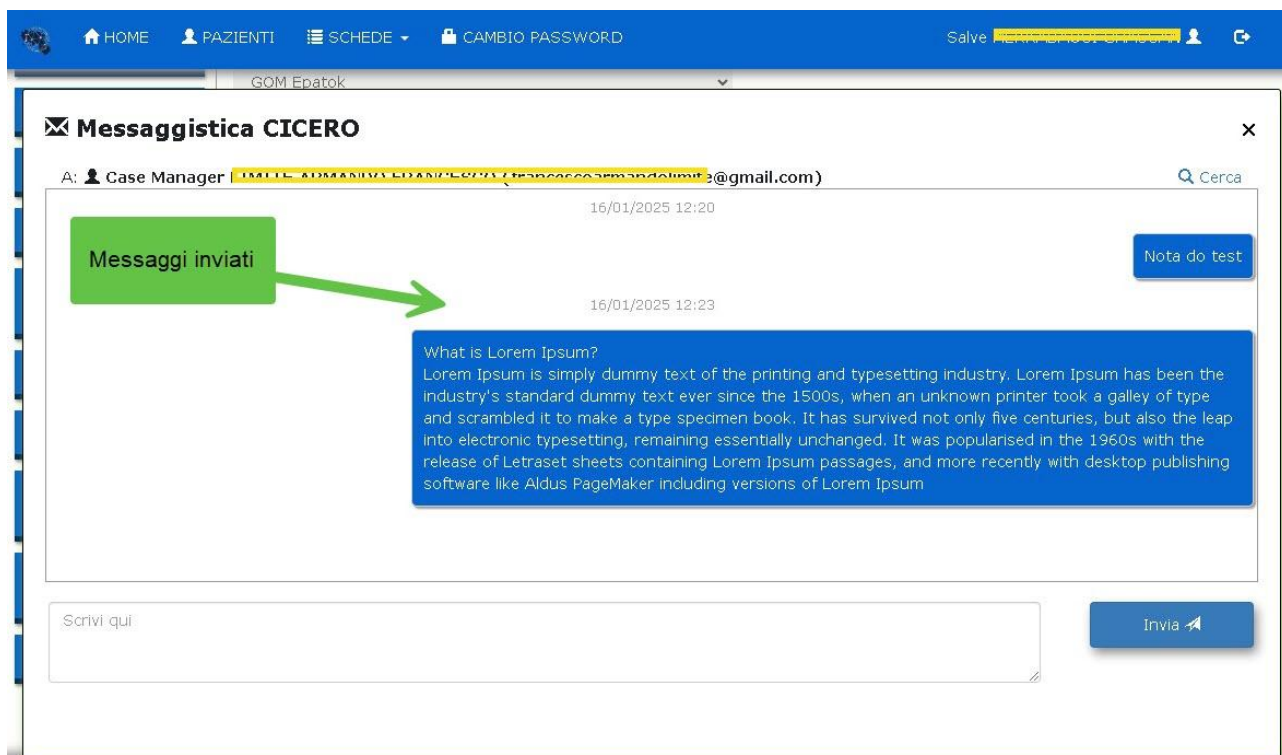 HOME PAZIENTI SCHEDE CAMBIO PASSWORD Salve
GOM Epatok
Messaggistica CICERO
A: Case Manager @gmail.com) Cerca
16/01/2025 12:20
Messaggi inviati
Nota do test
16/01/2025 12:23
What is Lorem Ipsum?
Lorem Ipsum is simply dummy text of the printing and typesetting industry. Lorem Ipsum has been the
industry's standard dummy text ever since the 1500s, when an unknown printer took a galley of type
and scrambled it to make a type specimen book. It has survived not only five centuries, but also the leap
into electronic typesetting, remaining essentially unchanged. It was popularised in the 1960s with the
release of Letraset sheets containing Lorem Ipsum passages, and more recently with desktop publishing
software like Aldus PageMaker including versions of Lorem Ipsum
Scrivi qui
Invia